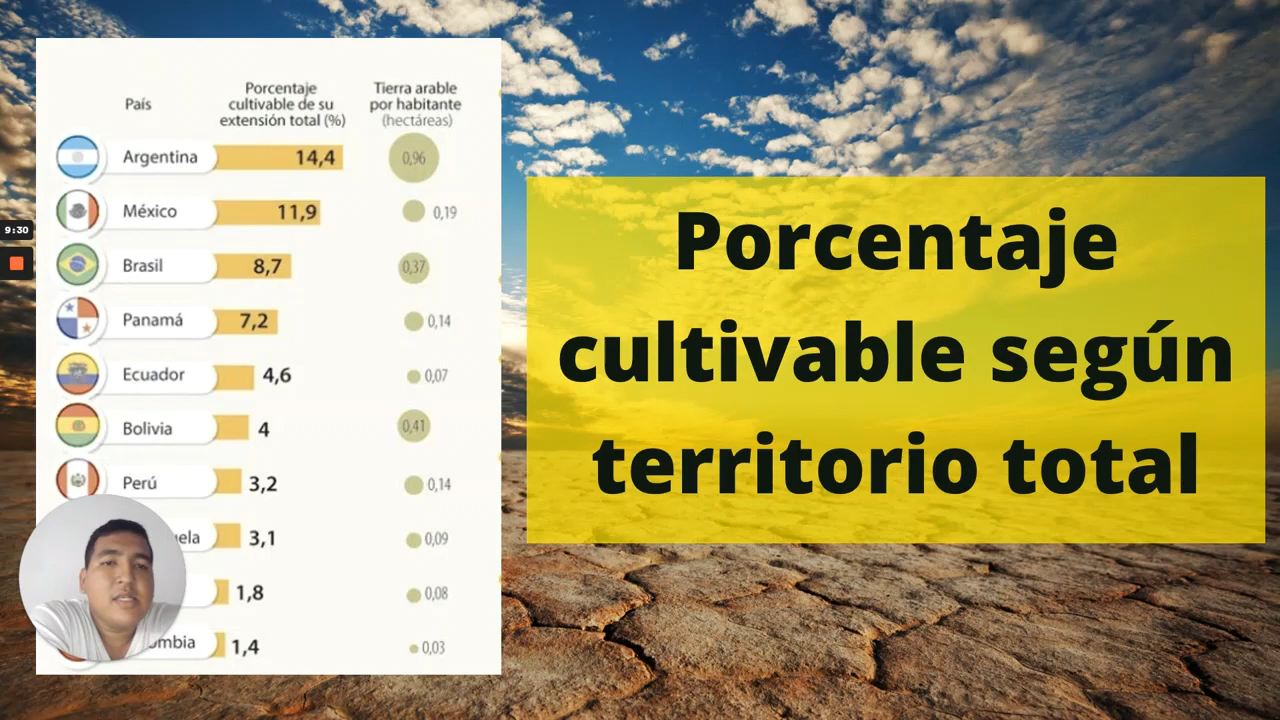 País
Porcentaje
cultivable de su
extensión total (%)
Tierra arable
por habitante
(hectáreas)
Argentina 14,4 0,96
México 11,9 0,19
Brasil 8,7 0,37
Panamá 7,2 0,14
Ecuador 4,6 0,07
Bolivia 4 0,41
Perú 3,2 0,14
uela 3,1 0,09
1,8 0,08
ombia 1,4 0,03
9:30
Porcentaje
cultivable según
territorio total